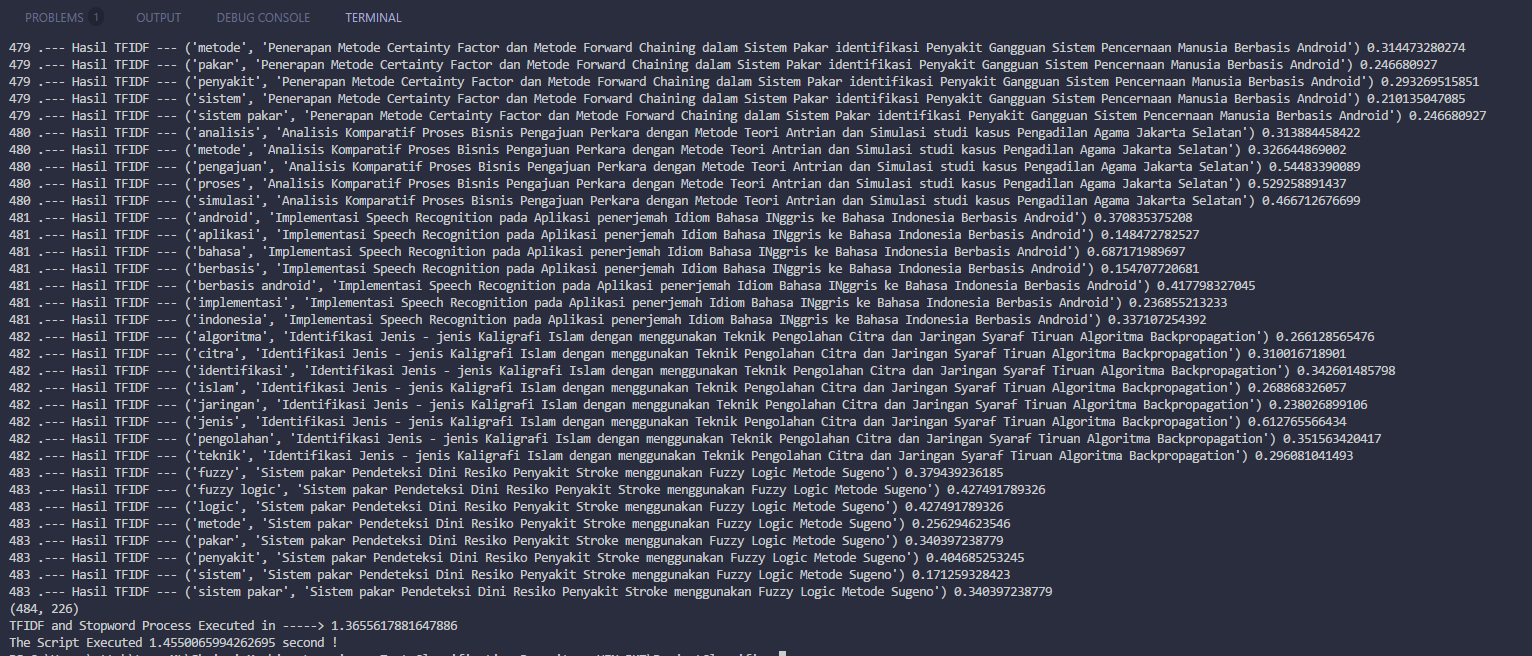 PROBLEMS 1 OUTPUT DEBUG CONSOLE TERMINAL
479 .--- Hasil TFIDF --- ('metode', 'Penerapan Metode Certainty Factor dan Metode Forward Chaining dalam Sistem Pakar identifikasi Penyakit Gangguan Sistem Pencernaan Manusia Berbasis Android') 0.314473280274
479 .--- Hasil TFIDF --- ('pakar', 'Penerapan Metode Certainty Factor dan Metode Forward Chaining dalam Sistem Pakar identifikasi Penyakit Gangguan Sistem Pencernaan Manusia Berbasis Android') 0.246680927
479 .--- Hasil TFIDF --- ('penyakit', 'Penerapan Metode Certainty Factor dan Metode Forward Chaining dalam Sistem Pakar identifikasi Penyakit Gangguan Sistem Pencernaan Manusia Berbasis Android') 0.293269515851
479 .--- Hasil TFIDF --- ('sistem', 'Penerapan Metode Certainty Factor dan Metode Forward Chaining dalam Sistem Pakar identifikasi Penyakit Gangguan Sistem Pencernaan Manusia Berbasis Android') 0.210135047085
479 .--- Hasil TFIDF --- ('sistem pakar', 'Penerapan Metode Certainty Factor dan Metode Forward Chaining dalam Sistem Pakar identifikasi Penyakit Gangguan Sistem Pencernaan Manusia Berbasis Android') 0.246680927
480 .--- Hasil TFIDF --- ('analisis', 'Analisis Komparatif Proses Bisnis Pengajuan Perkara dengan Metode Teori Antrian dan Simulasi studi kasus Pengadilan Agama Jakarta Selatan') 0.313884458422
480 .--- Hasil TFIDF --- ('metode', 'Analisis Komparatif Proses Bisnis Pengajuan Perkara dengan Metode Teori Antrian dan Simulasi studi kasus Pengadilan Agama Jakarta Selatan') 0.326644869002
480 .--- Hasil TFIDF --- ('pengajuan', 'Analisis Komparatif Proses Bisnis Pengajuan Perkara dengan Metode Teori Antrian dan Simulasi studi kasus Pengadilan Agama Jakarta Selatan') 0.54483390089
480 .--- Hasil TFIDF --- ('proses', 'Analisis Komparatif Proses Bisnis Pengajuan Perkara dengan Metode Teori Antrian dan Simulasi studi kasus Pengadilan Agama Jakarta Selatan') 0.529258891437
480 .--- Hasil TFIDF --- ('simulasi', 'Analisis Komparatif Proses Bisnis Pengajuan Perkara dengan Metode Teori Antrian dan Simulasi studi kasus Pengadilan Agama Jakarta Selatan') 0.466712676699
481 .--- Hasil TFIDF --- ('android', 'Implementasi Speech Recognition pada Aplikasi penerjemah Idiom Bahasa INggris ke Bahasa Indonesia Berbasis Android') 0.370835375208
481 .--- Hasil TFIDF --- ('aplikasi', 'Implementasi Speech Recognition pada Aplikasi penerjemah Idiom Bahasa INggris ke Bahasa Indonesia Berbasis Android') 0.148472782527
481 .--- Hasil TFIDF --- ('bahasa', 'Implementasi Speech Recognition pada Aplikasi penerjemah Idiom Bahasa INggris ke Bahasa Indonesia Berbasis Android') 0.687171989697
481 .--- Hasil TFIDF --- ('berbasis', 'Implementasi Speech Recognition pada Aplikasi penerjemah Idiom Bahasa INggris ke Bahasa Indonesia Berbasis Android') 0.154707720681
481 .--- Hasil TFIDF --- ('berbasis android', 'Implementasi Speech Recognition pada Aplikasi penerjemah Idiom Bahasa INggris ke Bahasa Indonesia Berbasis Android') 0.417798327045
481 .--- Hasil TFIDF --- ('implementasi', 'Implementasi Speech Recognition pada Aplikasi penerjemah Idiom Bahasa INggris ke Bahasa Indonesia Berbasis Android') 0.236855213233
481 .--- Hasil TFIDF --- ('indonesia', 'Implementasi Speech Recognition pada Aplikasi penerjemah Idiom Bahasa INggris ke Bahasa Indonesia Berbasis Android') 0.337107254392
482 .--- Hasil TFIDF --- ('algoritma', 'Identifikasi Jenis - jenis Kaligrafi Islam dengan menggunakan Teknik Pengolahan Citra dan Jaringan Syaraf Tiruan Algoritma Backpropagation') 0.266128565476
482 .--- Hasil TFIDF --- ('citra', 'Identifikasi Jenis - jenis Kaligrafi Islam dengan menggunakan Teknik Pengolahan Citra dan Jaringan Syaraf Tiruan Algoritma Backpropagation') 0.310016718901
482 .--- Hasil TFIDF --- ('identifikasi', 'Identifikasi Jenis - jenis Kaligrafi Islam dengan menggunakan Teknik Pengolahan Citra dan Jaringan Syaraf Tiruan Algoritma Backpropagation') 0.342601485798
482 .--- Hasil TFIDF --- ('islam', 'Identifikasi Jenis - jenis Kaligrafi Islam dengan menggunakan Teknik Pengolahan Citra dan Jaringan Syaraf Tiruan Algoritma Backpropagation') 0.268868326057
482 .--- Hasil TFIDF --- ('jaringan', 'Identifikasi Jenis - jenis Kaligrafi Islam dengan menggunakan Teknik Pengolahan Citra dan Jaringan Syaraf Tiruan Algoritma Backpropagation') 0.238026899106
482 .--- Hasil TFIDF --- ('jenis', 'Identifikasi Jenis - jenis Kaligrafi Islam dengan menggunakan Teknik Pengolahan Citra dan Jaringan Syaraf Tiruan Algoritma Backpropagation') 0.612765566434
482 .--- Hasil TFIDF --- ('pengolahan', 'Identifikasi Jenis - jenis Kaligrafi Islam dengan menggunakan Teknik Pengolahan Citra dan Jaringan Syaraf Tiruan Algoritma Backpropagation') 0.351563420417
482 .--- Hasil TFIDF --- ('teknik', 'Identifikasi Jenis - jenis Kaligrafi Islam dengan menggunakan Teknik Pengolahan Citra dan Jaringan Syaraf Tiruan Algoritma Backpropagation') 0.296081041493
483 .--- Hasil TFIDF --- ('fuzzy', 'Sistem pakar Pendeteksi Dini Resiko Penyakit Stroke menggunakan Fuzzy Logic Metode Sugeno') 0.379439236185
483 .--- Hasil TFIDF --- ('fuzzy logic', 'Sistem pakar Pendeteksi Dini Resiko Penyakit Stroke menggunakan Fuzzy Logic Metode Sugeno') 0.427491789326
483 .--- Hasil TFIDF --- ('logic', 'Sistem pakar Pendeteksi Dini Resiko Penyakit Stroke menggunakan Fuzzy Logic Metode Sugeno') 0.427491789326
483 .--- Hasil TFIDF --- ('metode', 'Sistem pakar Pendeteksi Dini Resiko Penyakit Stroke menggunakan Fuzzy Logic Metode Sugeno') 0.256294623546
483 .--- Hasil TFIDF --- ('pakar', 'Sistem pakar Pendeteksi Dini Resiko Penyakit Stroke menggunakan Fuzzy Logic Metode Sugeno') 0.340397238779
483 .--- Hasil TFIDF --- ('penyakit', 'Sistem pakar Pendeteksi Dini Resiko Penyakit Stroke menggunakan Fuzzy Logic Metode Sugeno') 0.404685253245
483 .--- Hasil TFIDF --- ('sistem', 'Sistem pakar Pendeteksi Dini Resiko Penyakit Stroke menggunakan Fuzzy Logic Metode Sugeno') 0.171259328423
483 .--- Hasil TFIDF --- ('sistem pakar', 'Sistem pakar Pendeteksi Dini Resiko Penyakit Stroke menggunakan Fuzzy Logic Metode Sugeno') 0.340397238779
(484, 226)
TFIDF and Stopword Process Executed in -----> 1.3655617881647886
The Script Executed 1.4550065994262695 second !